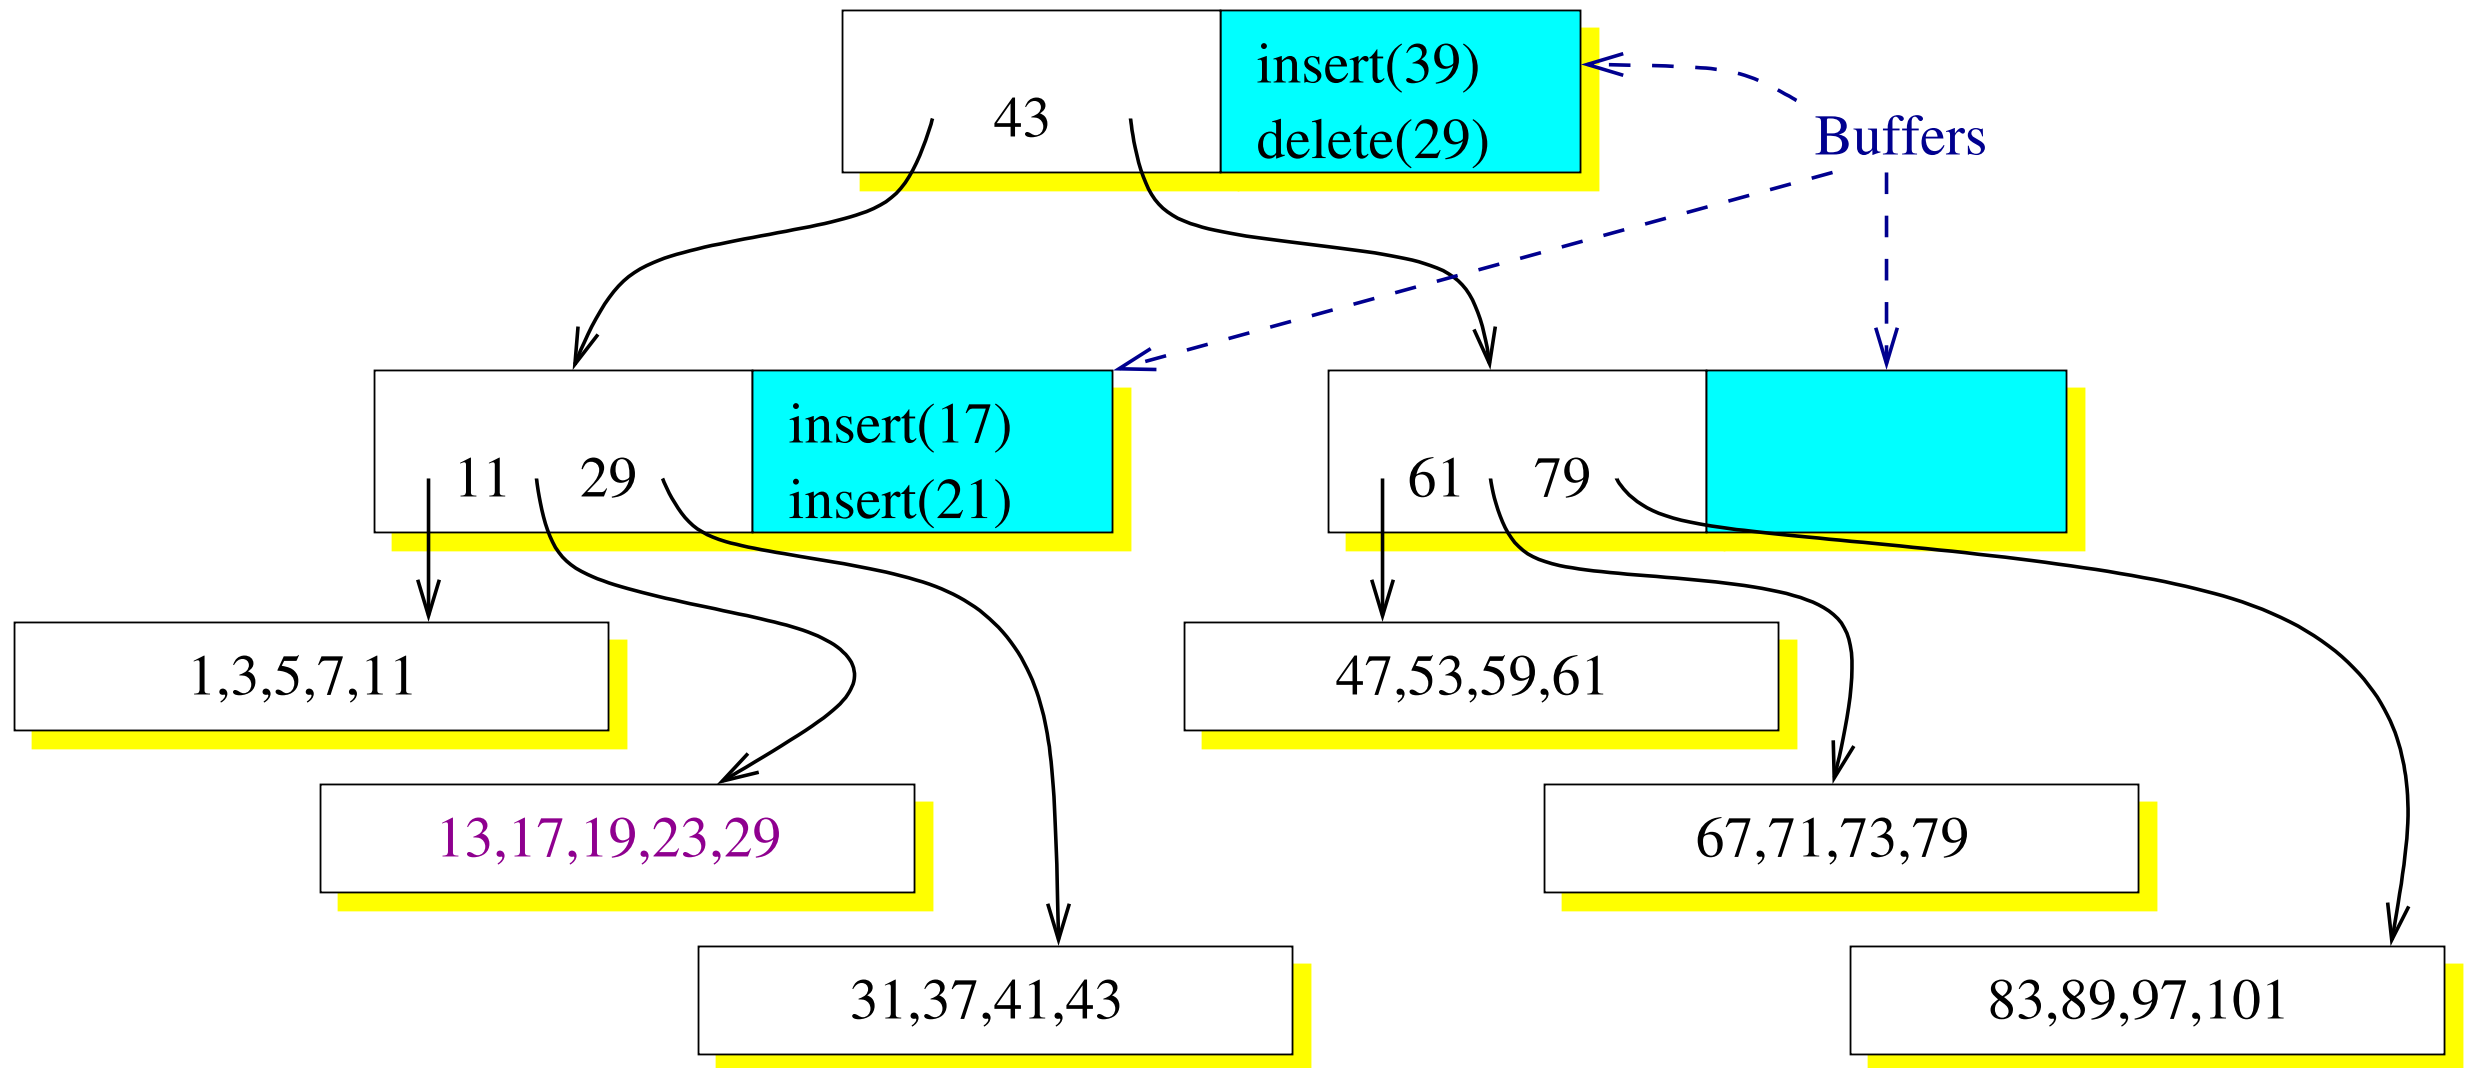 insert(39)
43
delete(29)
Buffers
insert(17)
11 29
insert(21)
61 79
1,3,5,7,11
47,53,59,61
13,17,19,23,29
67,71,73,79
31,37,41,43
83,89,97,101